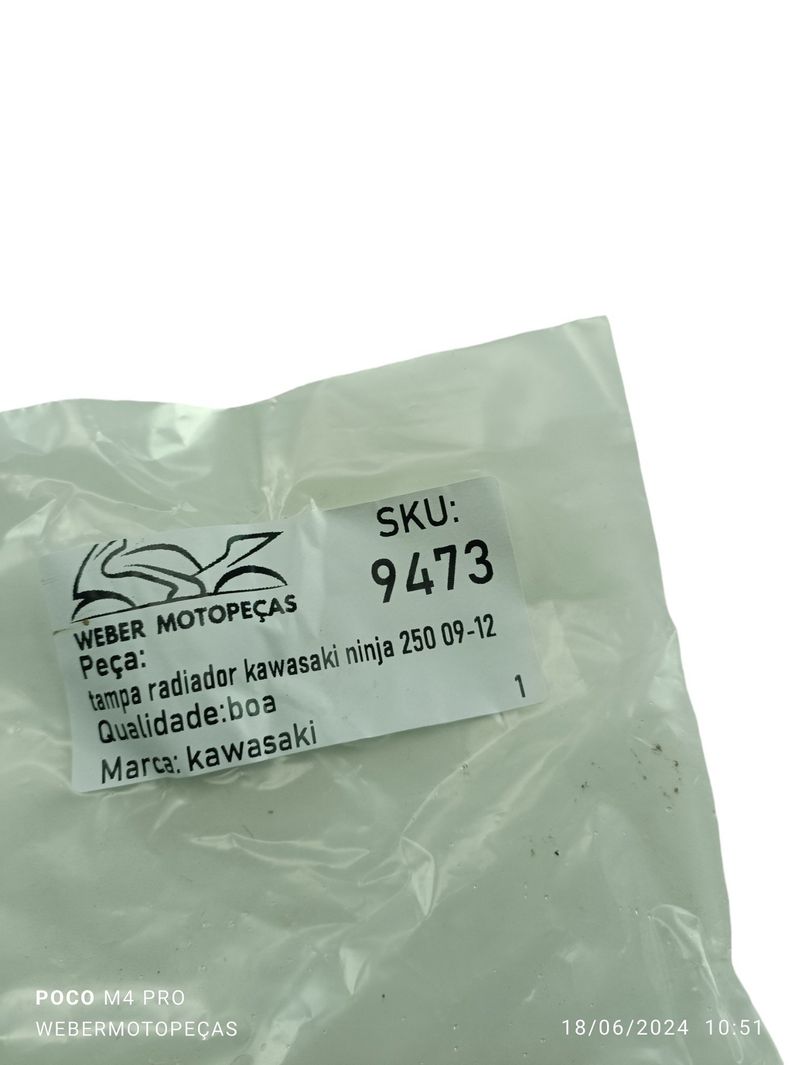 SKU:
9473
WEBER MOTOPEÇAS
Peça:
tampa radiador kawasaki ninja 250 09-12
Qualidade:boa
1
Marca: kawasaki
POCO M4 PRO
WEBERMOTOPEÇAS
18/06/2024 10:51